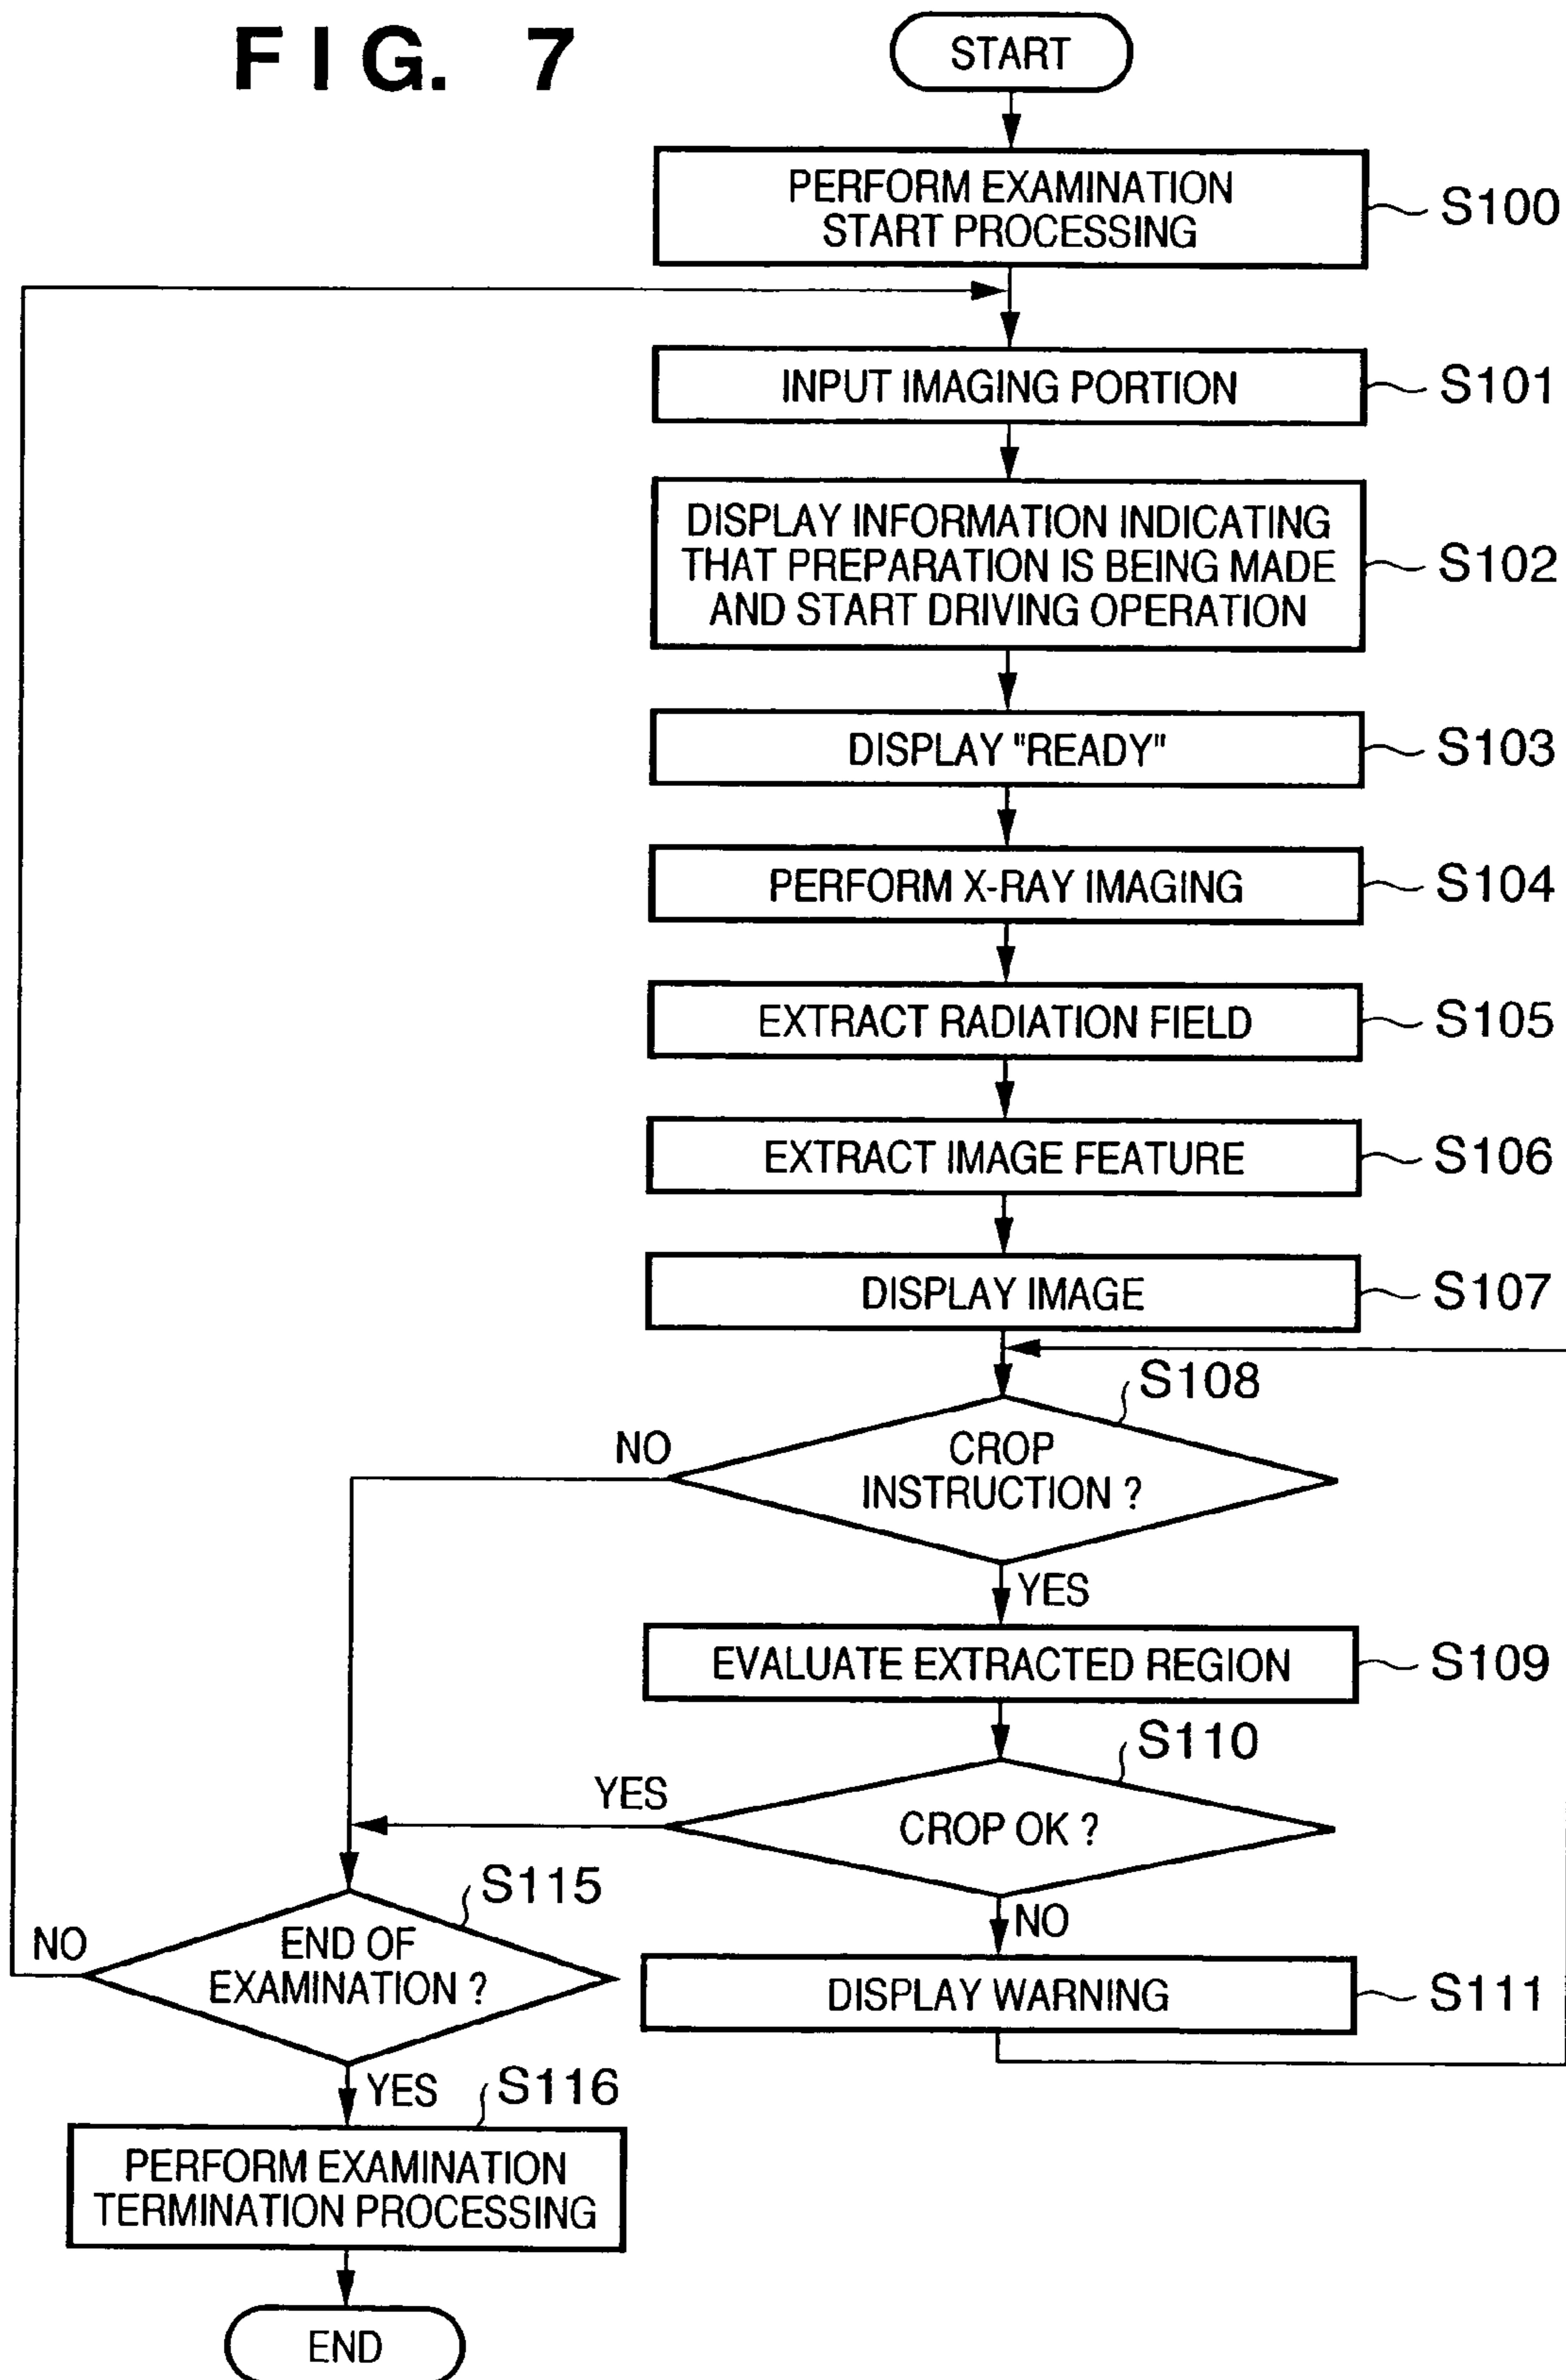 FIG. 7
START
PERFORM EXAMINATION
START PROCESSING
S100
INPUT IMAGING PORTION
S101
DISPLAY INFORMATION INDICATING
THAT PREPARATION IS BEING MADE
AND START DRIVING OPERATION
S102
DISPLAY "READY"
S103
PERFORM X-RAY IMAGING
S104
EXTRACT RADIATION FIELD
S105
EXTRACT IMAGE FEATURE
S106
DISPLAY IMAGE
S107
S108
NO
CROP
INSTRUCTION ?
YES
EVALUATE EXTRACTED REGION
S109
S110
YES
CROP OK ?
S115
NO
END OF
EXAMINATION ?
NO
DISPLAY WARNING
S111
YES
S116
PERFORM EXAMINATION
TERMINATION PROCESSING
END